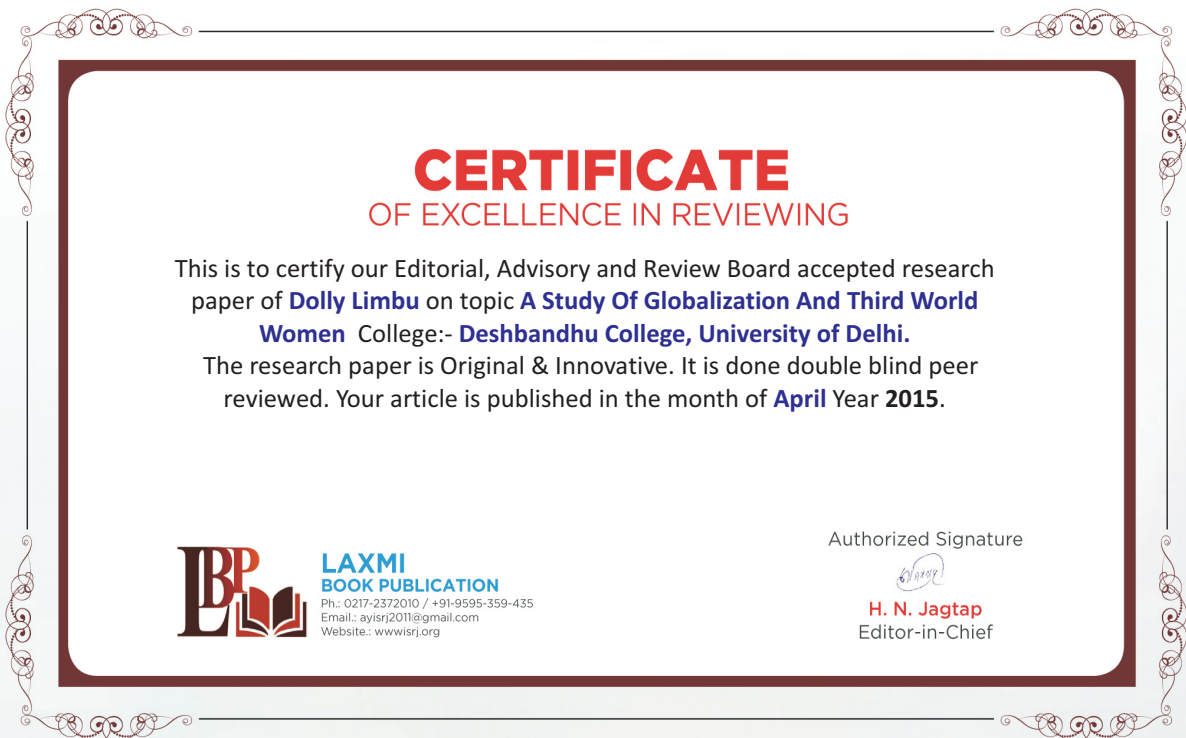 CERTIFICATE
OF EXCELLENCE IN REVIEWING
This is to certify our Editorial, Advisory and Review Board accepted research
paper of Dolly Limbu on topic A Study Of Globalization And Third World
Women College:- Deshbandhu College, University of Delhi.
The research paper is Original & Innovative. It is done double blind peer
reviewed. Your article is published in the month of April Year 2015.
LBP
LAXMI
BOOK PUBLICATION
Ph.: 0217-2372010 / +91-9595-359-435
Email.: ayisrj2011@gmail.com
Website.: wwwisrj.org
Authorized Signature
H. N. Jagtap
Editor-in-Chief